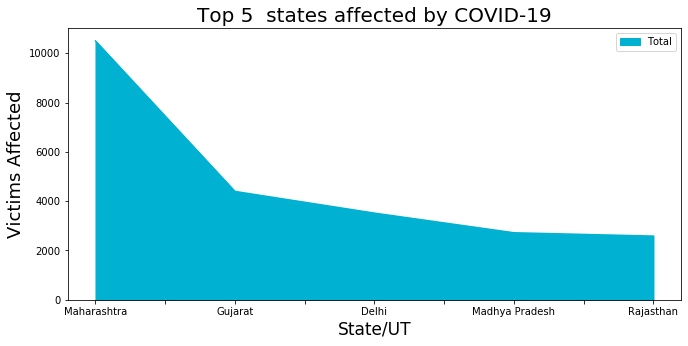 Top 5  states affected by COVID-19
Total
Victims Affected
10000
8000
6000
4000
2000
0
Maharashtra Gujarat Delhi Madhya Pradesh Rajasthan
State/UT